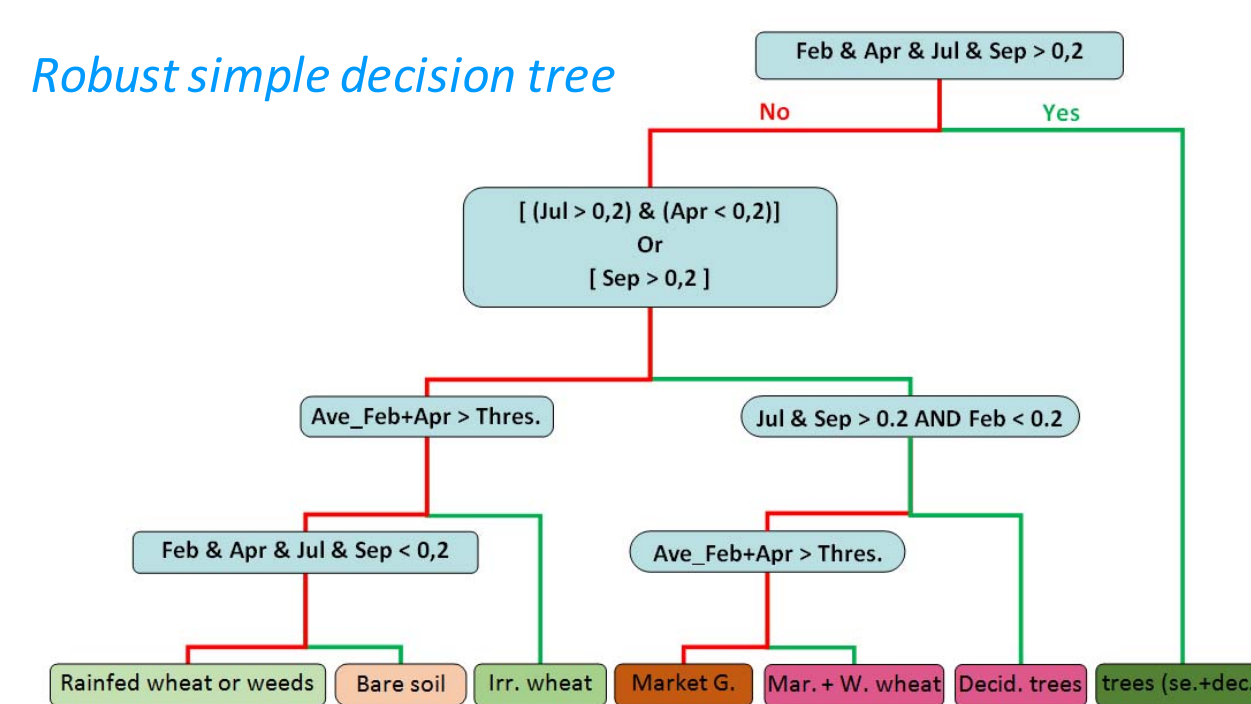 Robust simple decision tree
Feb & Apr & Jul & Sep > 0,2
No
Yes
[ (Jul > 0,2) & (Apr < 0,2)]
Or
[ Sep > 0,2 ]
Ave_Feb+Apr > Thres.
Jul & Sep > 0.2 AND Feb < 0.2
Feb & Apr & Jul & Sep < 0,2
Ave_Feb+Apr > Thres.
Rainfed wheat or weeds
Bare soil
Irr. wheat
Market G.
Mar. + W. wheat
Decid. trees
trees (se.+dec.